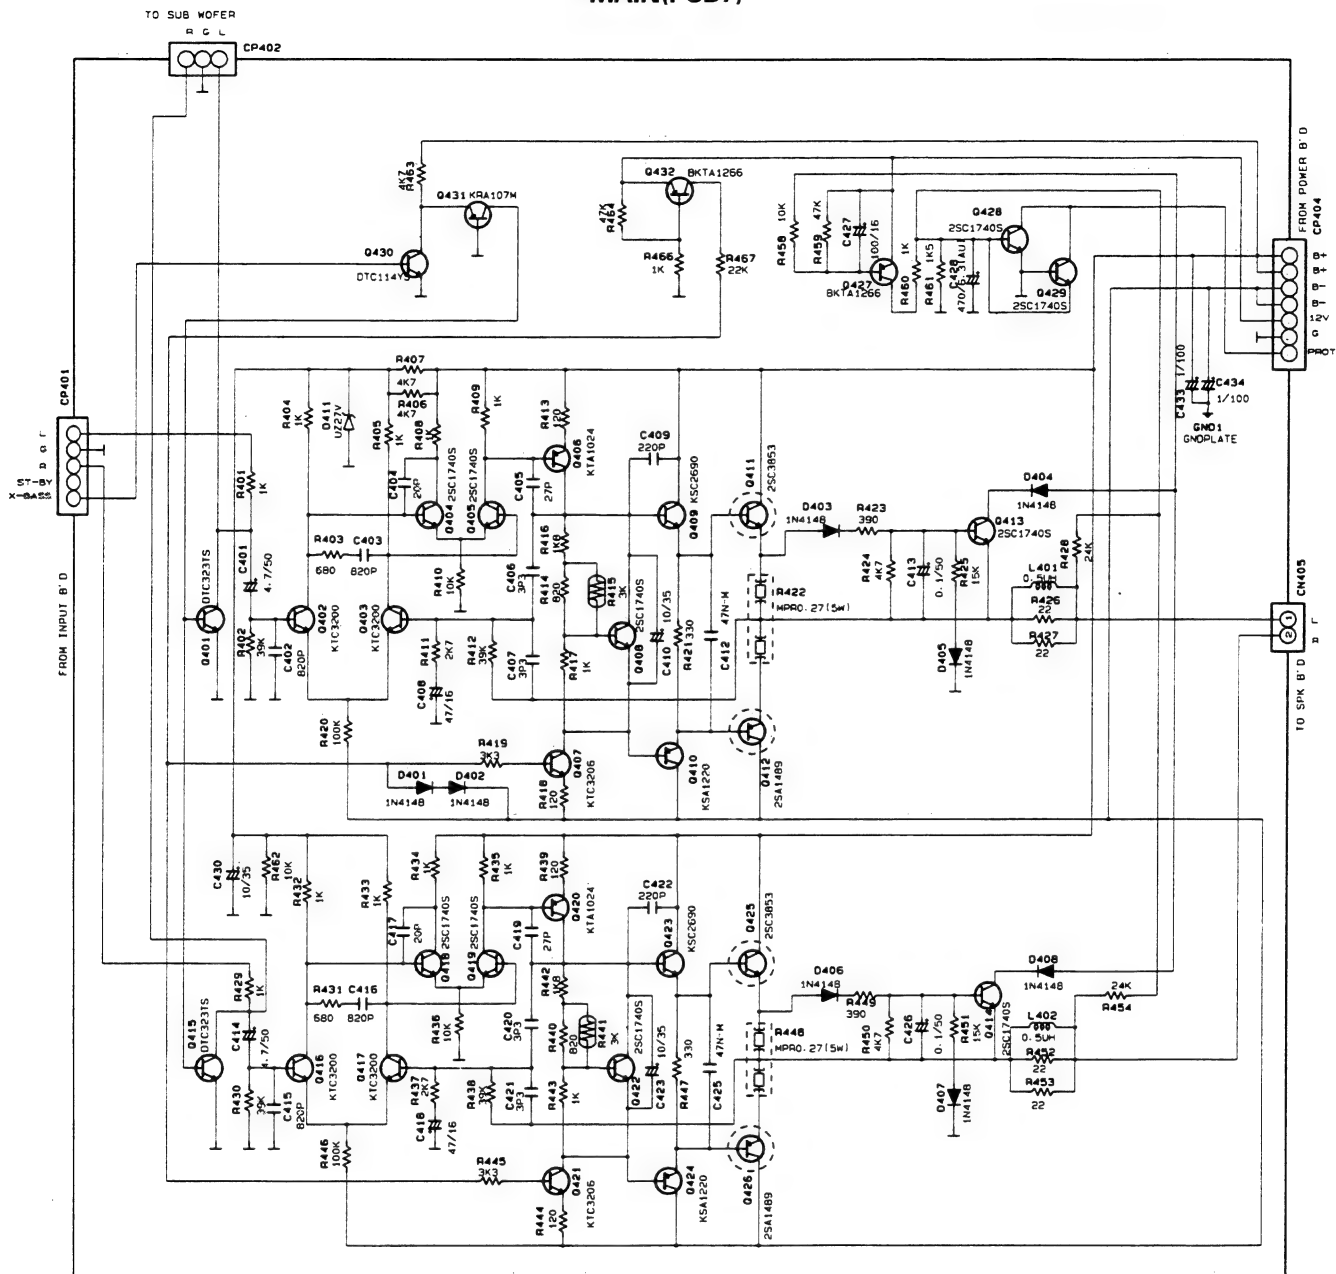 TO SUB WOFER
R G L
CP402
FROM POWER B'D
CP404
B+
B+
B-
B-
12V
G
PROT
4K7
R463
Q431 KRA107M
Q430
DTC114YS
Q432
BKTA1266
47K
R464
R466
1K
R467
22K
10K
R458
47K
R459
C427
100/16
Q427
BKTA1266
1K
R460
1K5
R461
C428
Q428
2SC1740S
Q429
2SC1740S
C433
1/100
C434
1/100
GND1
GNDPLATE
CP401
FROM INPUT B'D
L
G
R
ST-BY
X-BASS
R407
4K7
R406
4K7
R404
1K
D411
UZ27V
R405
1K
R408
1K
R409
1K
R413
120
Q406
KTA1024
C409
220P
KSC2690
Q409
Q411
2SC3853
R401
1K
C404
20P
2SC1740S
Q404
Q405
2SC1740S
C405
27P
D403
1N4148
R423
390
D404
1N4148
Q413
2SC1740S
R403
680
C403
820P
C401
4.7/50
R410
10K
C406
3P3
R416
1K8
R414
820
R415
3K
2SC1740S
Q408
10/35
C410
R421
330
47N-M
C412
R422
MPR0.27(5W)
R424
4K7
C413
0.1/50
R425
15K
R428
24K
L401
0.5UH
R426
22
R427
22
D405
1N4148
CN405
1
2
L
R
TO SPK B'D
DTC323TS
Q401
R402
39K
C402
820P
Q402
KTC3200
Q403
KTC3200
R411
2K7
R412
39K
C407
3P3
C408
47/16
R417
1K
R420
100K
R419
3K3
D401
1N4148
D402
1N4148
Q407
KTC3206
R418
120
Q410
KSA1220
Q412
2SA1489
C430
10/35
R462
10K
R432
1K
R433
1K
R434
1K
2SC1740S
R435
1K
2SC1740S
R439
120
Q420
KTA1024
C422
220P
Q423
KSC2690
Q425
2SC3853
C417
20P
Q418
Q419
C419
27P
R429
1K
Q415
DTC323TS
C414
4.7/50
R431
680
C416
820P
R436
10K
C420
3P3
R442
1K8
R440
820
R441
3K
2SC1740S
Q422
10/35
C423
330
R447
47N-M
C425
D406
1N4148
R449
390
D408
1N4148
R448
MPR0.27(5W)
R450
4K7
C426
0.1/50
R451
15K
Q414
2SC1740S
24K
R454
L402
0.5UH
R452
22
R453
22
D407
1N4148
R430
39K
C415
820P
Q416
KTC3200
Q417
KTC3200
R437
2K7
R438
39K
C421
3P3
C418
47/16
R443
1K
R446
100K
R445
3K3
Q421
KTC3206
R444
120
Q424
KSA1220
Q426
2SA1489